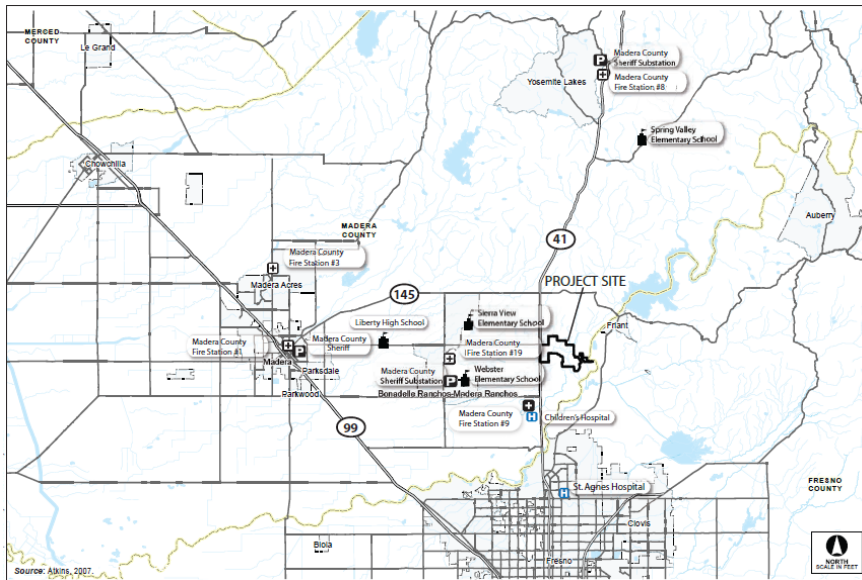 MERCED
COUNTY
Le Grand
Madera County
Sheriff Substation
Madera County
Fire Station #8
Yosemite Lakes
Spring Valley
Elementary School
Chowchilla
Auberry
MADERA
COUNTY
41
Madera County
Fire Station #3
Madera Acres
145
PROJECT SITE
Sierra View
Elementary School
Liberty High School
Friant
Madera County
Fire Station #1
Madera County
Sheriff
Madera County
Fire Station #19
Madera
Parksdale
Madera County
Sheriff Substation
Webster
Elementary School
Parkwood
Bonadelle Ranchos-Madera Ranchos
Madera County
Fire Station #9
Children's Hospital
99
St. Agnes Hospital
FRESNO
COUNTY
Clovis
Biola
Fresno
NORTH
SCALE IN FEET
Source: Atkins, 2007.